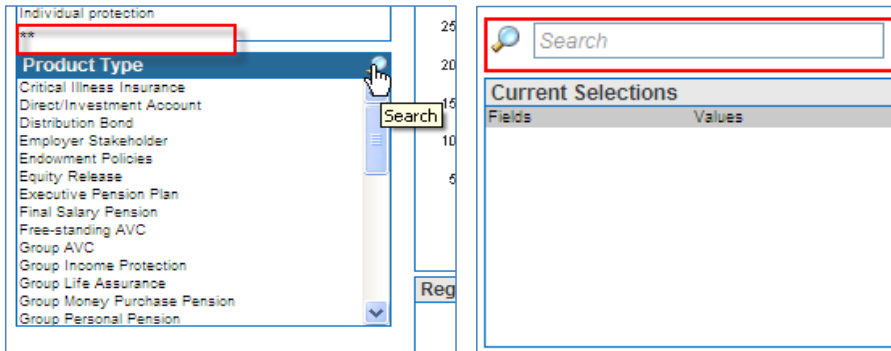 Individual protection
**
Product Type
Critical Illness Insurance
Direct/Investment Account
Distribution Bond
Employer Stakeholder
Endowment Policies
Equity Release
Executive Pension Plan
Final Salary Pension
Free-standing AVC
Group AVC
Group Income Protection
Group Life Assurance
Group Money Purchase Pension
Group Personal Pension
Search
25
20
15
10
5
Reg
Search
Current Selections
Fields Values